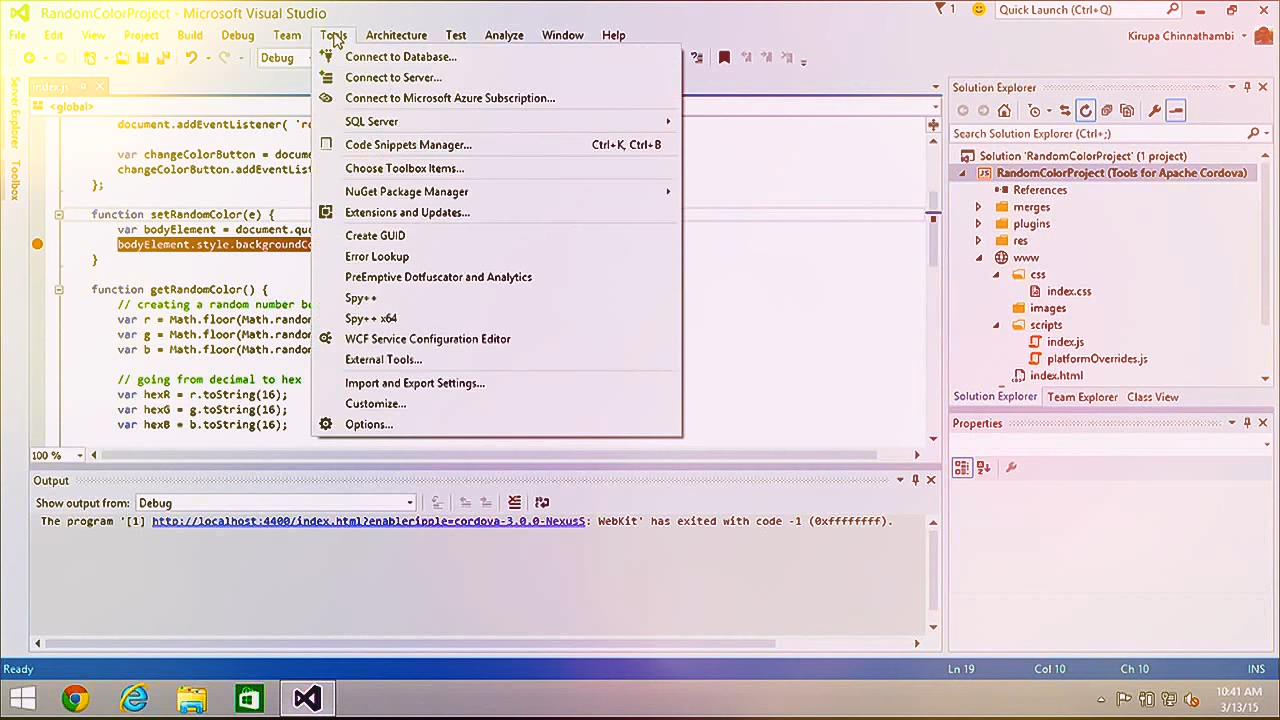 RandomColorProject - Microsoft Visual Studio
1
Quick Launch (Ctrl+Q)
File Edit View Project Build Debug Team Tools Architecture Test Analyze Window Help
Kirupa Chinnathambi
Debug
index.js
<global>
Server Explorer
Toolbox
document.addEventListener( 're
var changeColorButton = docume
changeColorButton.addEventList
};
function setRandomColor(e) {
var bodyElement = document.que
bodyElement.style.backgroundCo
}
function getRandomColor() {
// creating a random number be
var r = Math.floor(Math.random
var g = Math.floor(Math.random
var b = Math.floor(Math.random
// going from decimal to hex
var hexR = r.toString(16);
var hexG = g.toString(16);
var hexB = b.toString(16);
100 %
Connect to Database...
Connect to Server...
Connect to Microsoft Azure Subscription...
SQL Server
Code Snippets Manager... Ctrl+K, Ctrl+B
Choose Toolbox Items...
NuGet Package Manager
Extensions and Updates...
Create GUID
Error Lookup
PreEmptive Dotfuscator and Analytics
Spy++
Spy++ x64
WCF Service Configuration Editor
External Tools...
Import and Export Settings...
Customize...
Options...
Solution Explorer
Search Solution Explorer (Ctrl+;)
Solution 'RandomColorProject' (1 project)
JS RandomColorProject (Tools for Apache Cordova)
References
merges
plugins
res
www
css
index.css
images
scripts
index.js
platformOverrides.js
index.html
Solution Explorer Team Explorer Class View
Properties
Output
Show output from: Debug
The program '[1] http://localhost:4400/index.html?enableripple=cordova-3.0.0-NexusS: WebKit' has exited with code -1 (0xffffffff).
Ready
Ln 19 Col 10 Ch 10 INS
10:41 AM
3/13/15